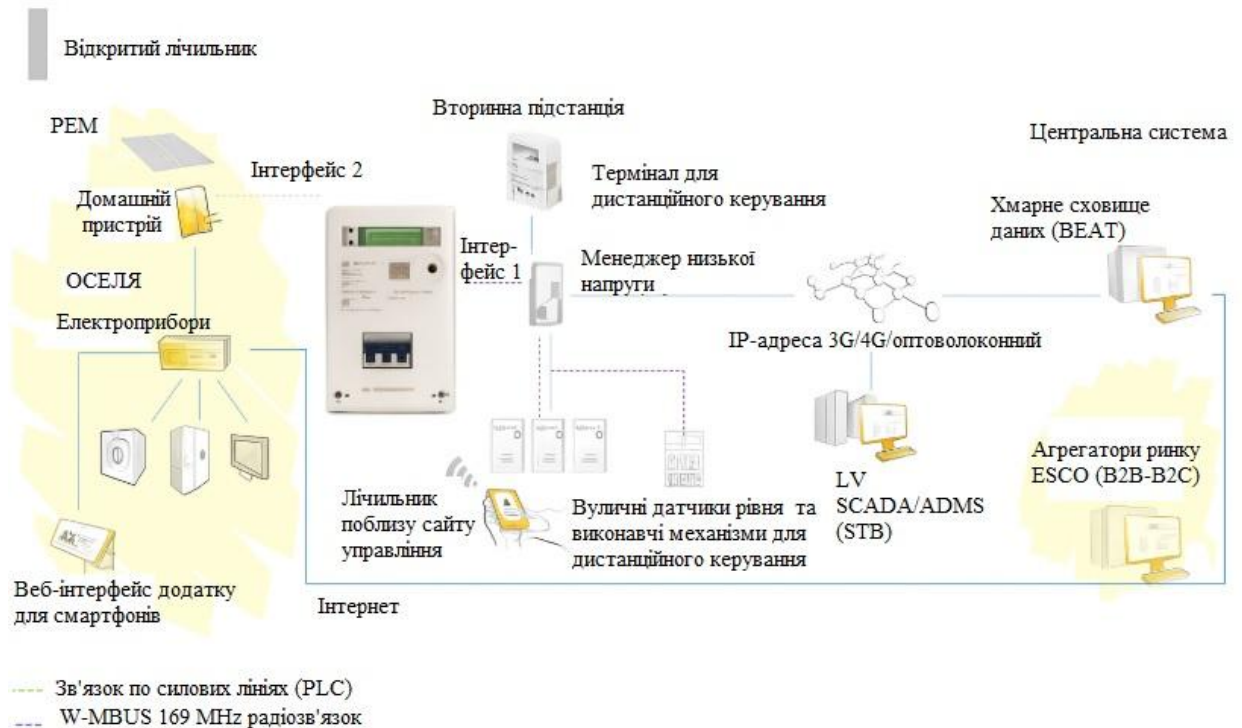 Відкритий лічильник
РЕМ
Вторинна підстанція
Центральна система
Інтерфейс 2
Термінал для
дистанційного керування
Домашній
пристрій
Хмарне сховище
даних (BEAT)
Інтер-
фейс 1
Менеджер низької
напруги
ОСЕЛЯ
Електроприбори
IP-адреса 3G/4G/оптоволоконний
Лічильник
поблизу сайту
управління
Вуличні датчики рівня та
виконавчі механізми для
дистанційного керування
LV
SCADA/ADMS
(STB)
Агрегатори ринку
ESCO (B2B-B2C)
Веб-інтерфейс додатку
для смартфонів
Інтернет
Зв'язок по силових лініях (PLC)
W-MBUS 169 MHz радіозв'язок